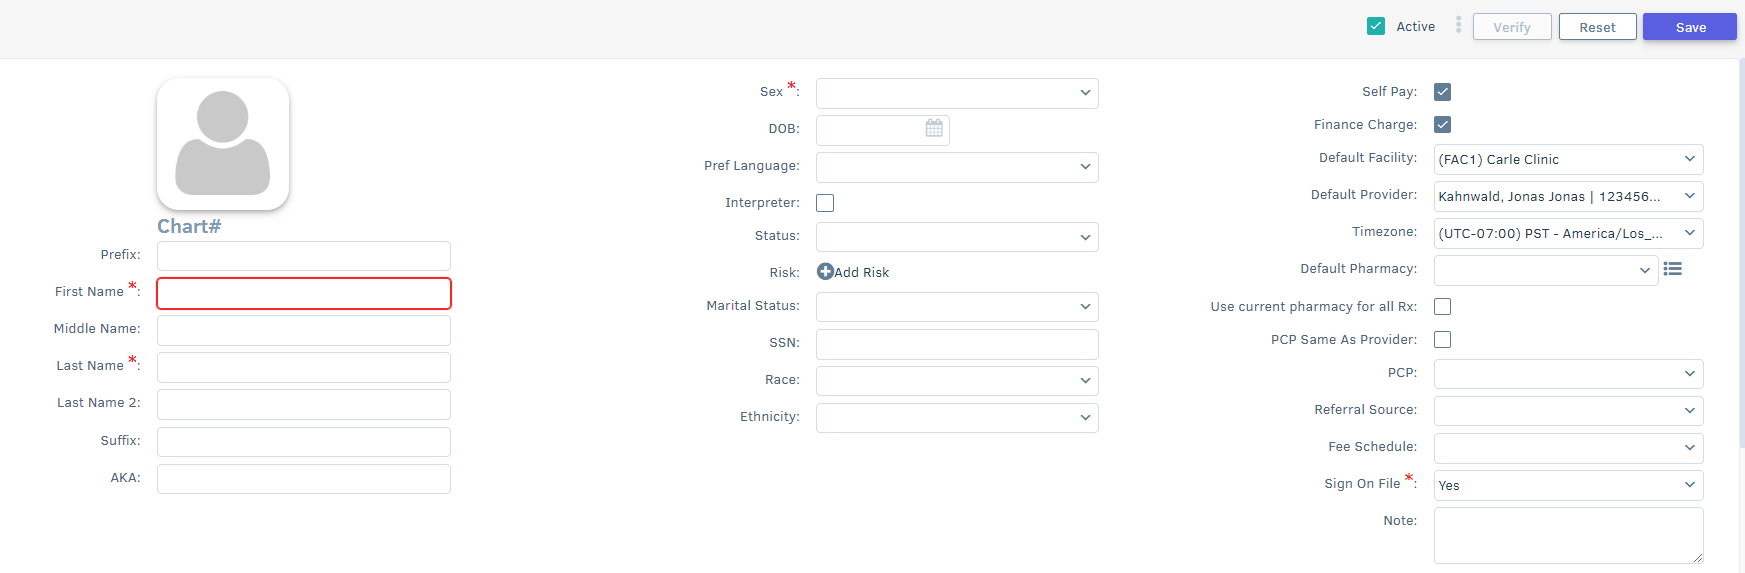 Active
Verify
Reset
Save
Chart#
Prefix:
First Name *:
Middle Name:
Last Name *:
Last Name 2:
Suffix:
AKA:
Sex *:
DOB:
Pref Language:
Interpreter:
Status:
Risk: Add Risk
Marital Status:
SSN:
Race:
Ethnicity:
Self Pay:
Finance Charge:
Default Facility: (FAC1) Carle Clinic
Default Provider: Kahnwald, Jonas Jonas | 123456...
Timezone: (UTC-07:00) PST - America/Los_...
Default Pharmacy:
Use current pharmacy for all Rx:
PCP Same As Provider:
PCP:
Referral Source:
Fee Schedule:
Sign On File *: Yes
Note: